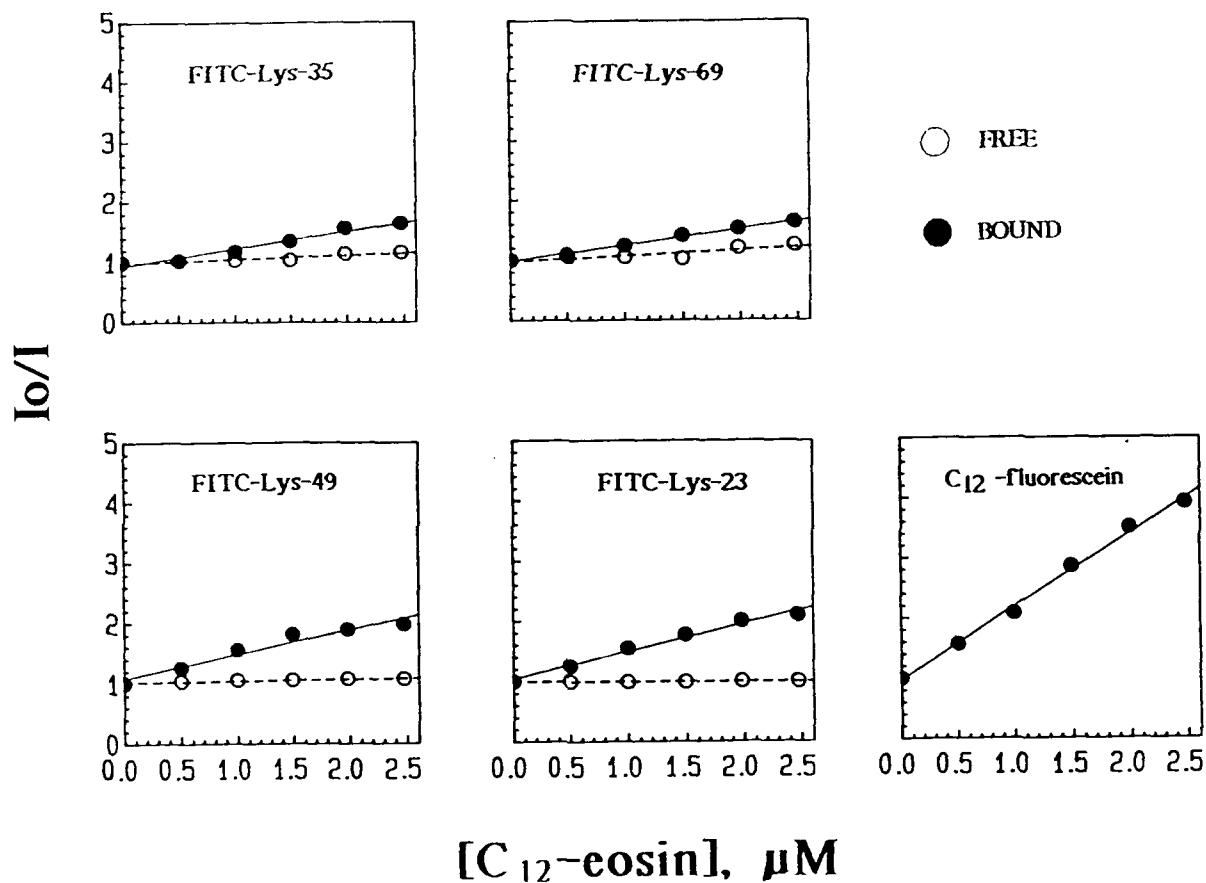 5
4
3
2
1
0
FITC-Lys-35
FITC-Lys-69
FREE
BOUND
Io/I
5
4
3
2
1
0
FITC-Lys-49
FITC-Lys-23
C₁₂-fluorescein
0.0 0.5 1.0 1.5 2.0 2.5
0.0 0.5 1.0 1.5 2.0 2.5
0.0 0.5 1.0 1.5 2.0 2.5
[C₁₂-eosin], µM